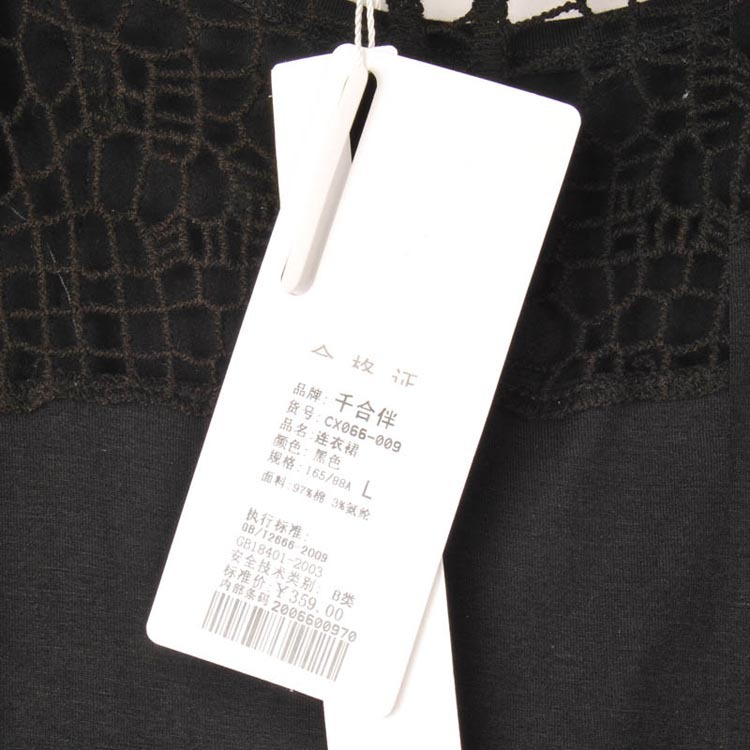 合格证
品牌: 千合伴
货号: CX066-009
品名: 连衣裙
颜色: 黑色
规格: 165/88A L
面料: 97%棉 3%氨纶
执行标准:
GB/12666-2009
GB18401-2003
安全技术类别: B类
标准价: ¥359.00
内部条码 2006600970